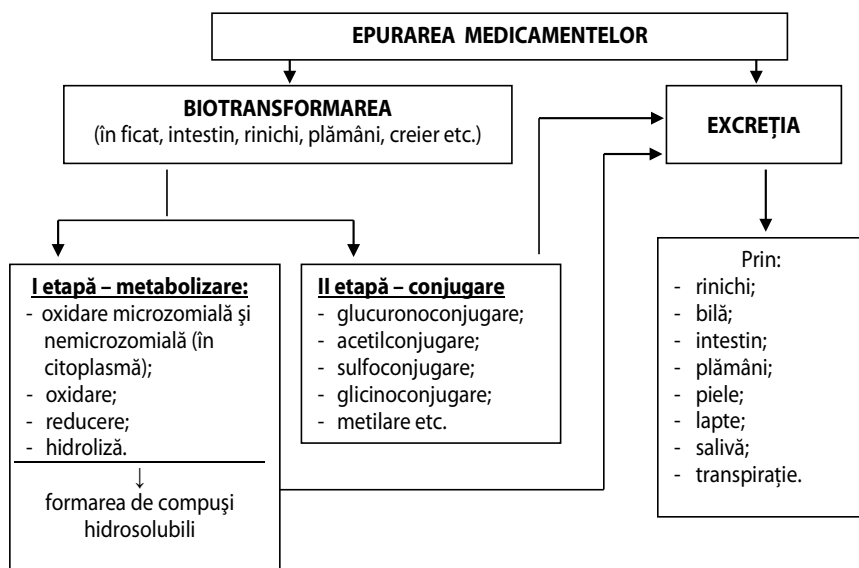 EPURAREA MEDICAMENTELOR
BIOTRANSFORMAREA
(în ficat, intestin, rinichi, plămâni, creier etc.)
EXCREŢIA
I etapă – metabolizare:
- oxidare microzomială şi
nemicrozomială (în
citoplasmă);
- oxidare;
- reducere;
- hidroliză.
↓
formarea de compuşi
hidrosolubili
II etapă – conjugare
- glucuronoconjugare;
- acetilconjugare;
- sulfoconjugare;
- glicinoconjugare;
- metilare etc.
Prin:
- rinichi;
- bilă;
- intestin;
- plămâni;
- piele;
- lapte;
- salivă;
- transpiraţie.